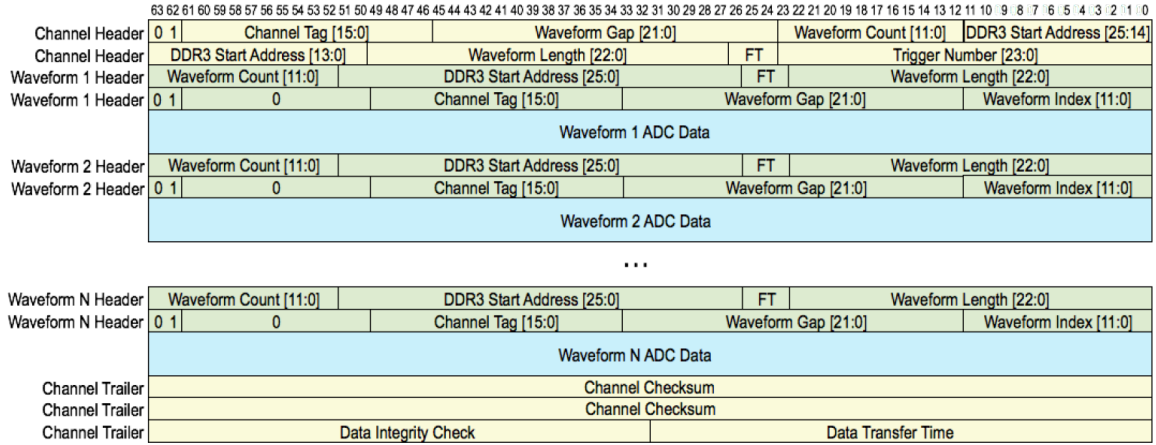 63 62 61 60 59 58 57 56 55 54 53 52 51 50 49 48 47 46 45 44 43 42 41 40 39 38 37 36 35 34 33 32 31 30 29 28 27 26 25 24 23 22 21 20 19 18 17 16 15 14 13 12 11 10 9 8 7 6 5 4 3 2 1 0
Channel Header 0 1 Channel Tag [15:0] Waveform Gap [21:0] Waveform Count [11:0] DDR3 Start Address [25:14]
Channel Header DDR3 Start Address [13:0] Waveform Length [22:0] FT Trigger Number [23:0]
Waveform 1 Header Waveform Count [11:0] DDR3 Start Address [25:0] FT Waveform Length [22:0]
Waveform 1 Header 0 1 0 Channel Tag [15:0] Waveform Gap [21:0] Waveform Index [11:0]
Waveform 1 ADC Data
Waveform 2 Header Waveform Count [11:0] DDR3 Start Address [25:0] FT Waveform Length [22:0]
Waveform 2 Header 0 1 0 Channel Tag [15:0] Waveform Gap [21:0] Waveform Index [11:0]
Waveform 2 ADC Data
...
Waveform N Header Waveform Count [11:0] DDR3 Start Address [25:0] FT Waveform Length [22:0]
Waveform N Header 0 1 0 Channel Tag [15:0] Waveform Gap [21:0] Waveform Index [11:0]
Waveform N ADC Data
Channel Trailer Channel Checksum
Channel Trailer Channel Checksum
Channel Trailer Data Integrity Check Data Transfer Time